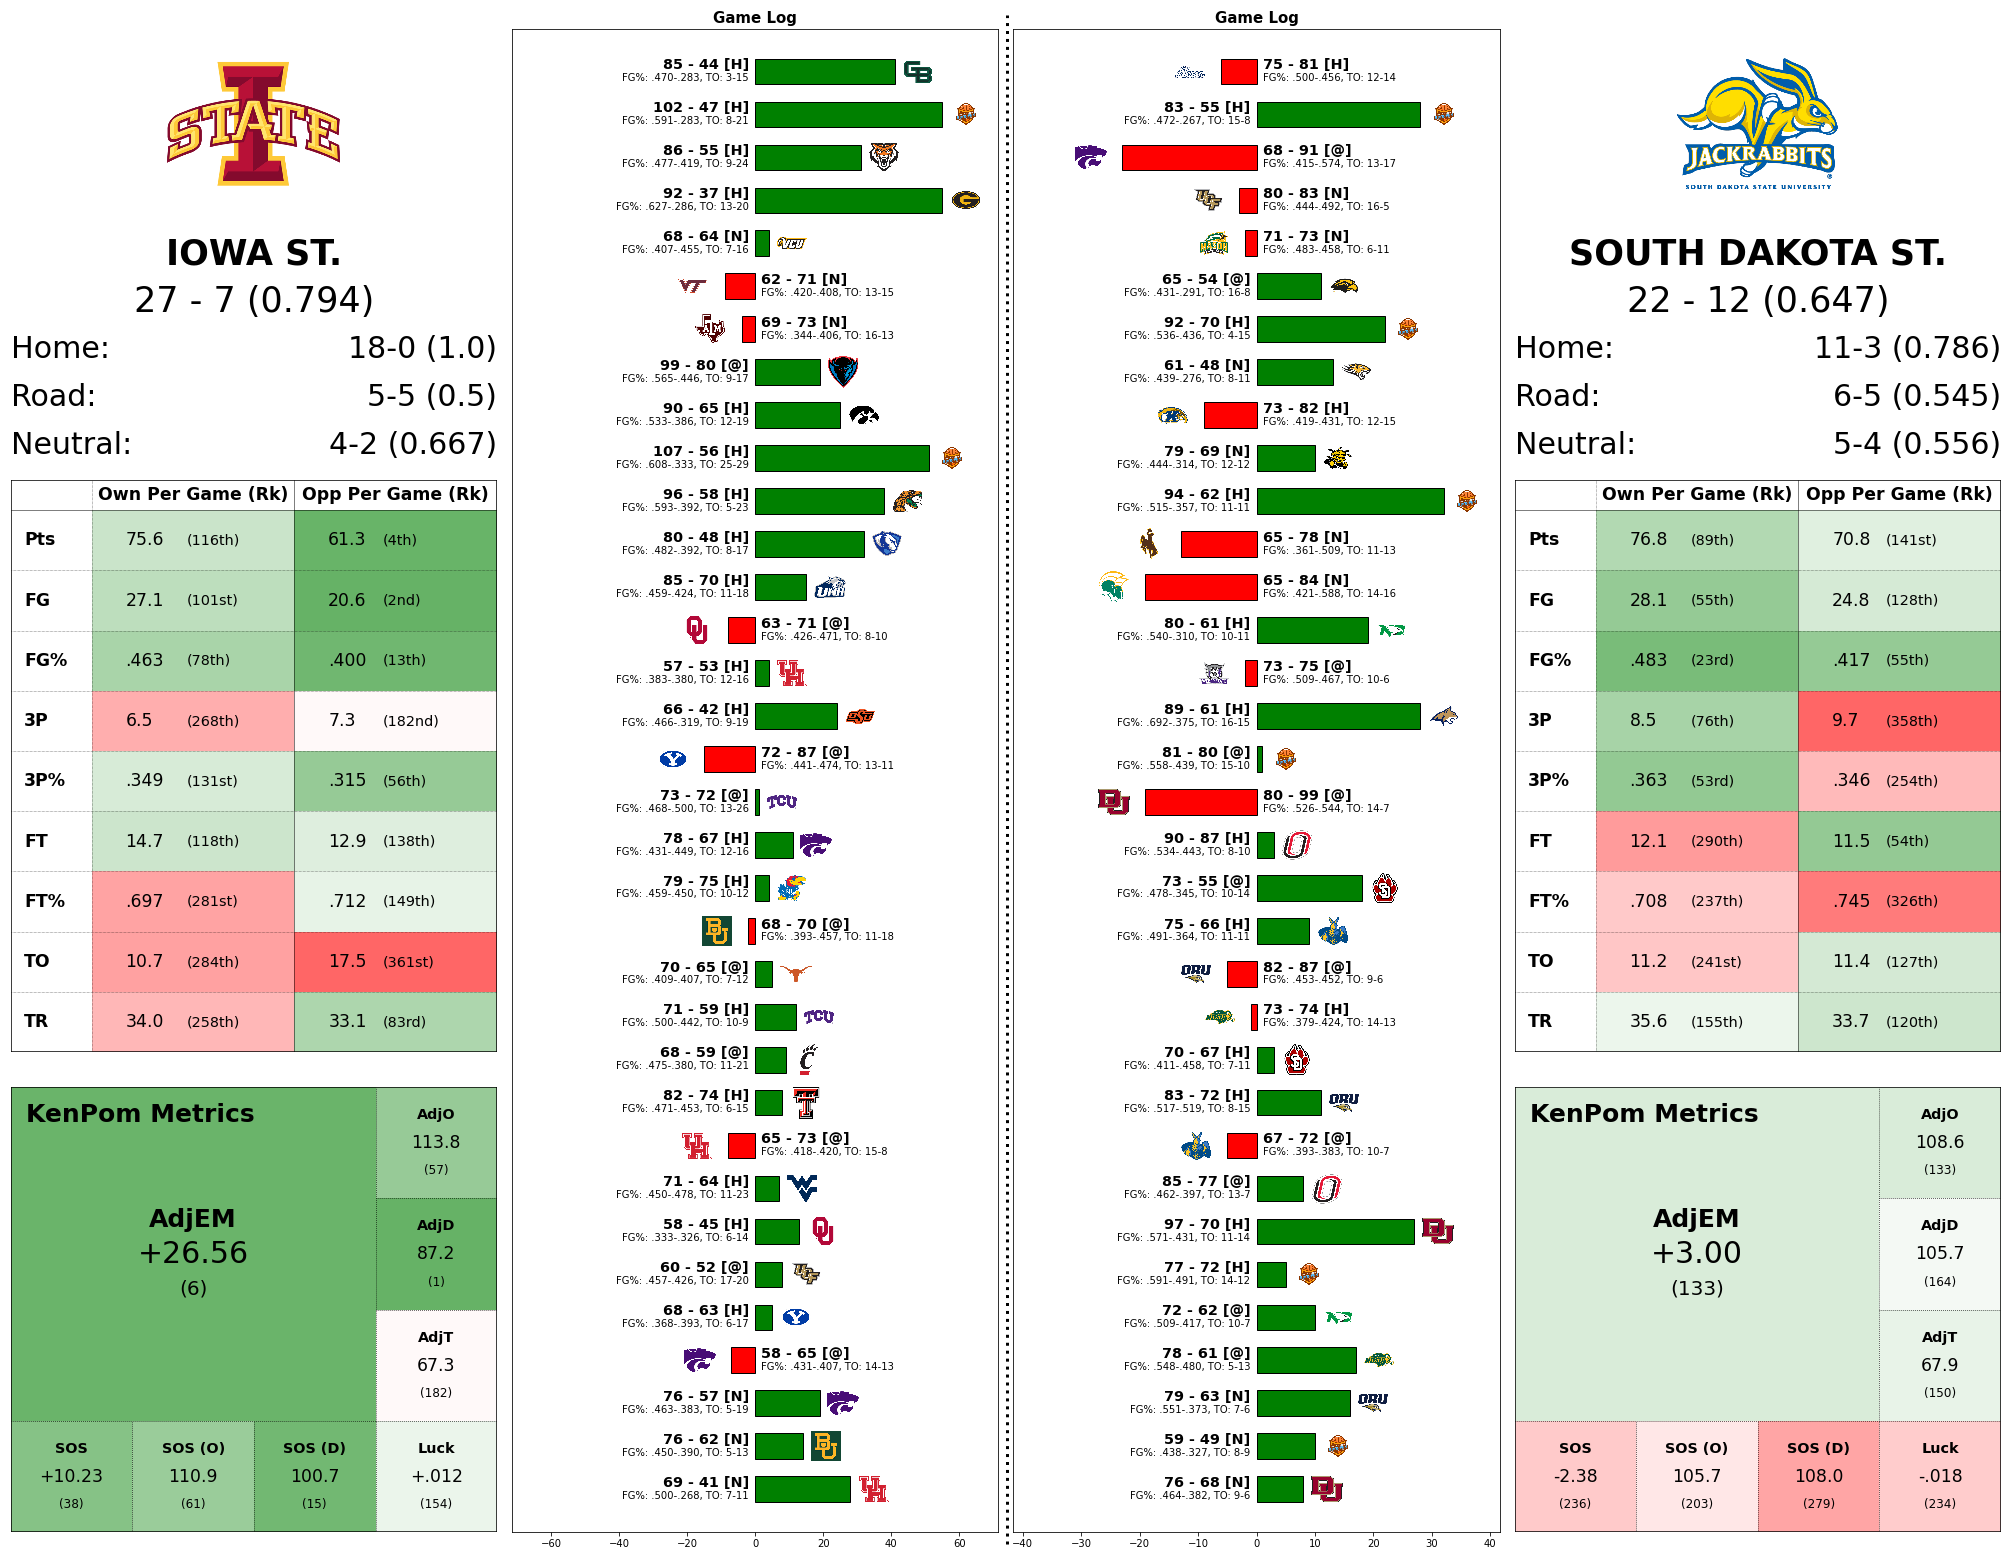 STATE
IOWA ST.
27 - 7 (0.794)
Home: 18-0 (1.0)
Road: 5-5 (0.5)
Neutral: 4-2 (0.667)
Own Per Game (Rk) Opp Per Game (Rk)
Pts 75.6 (116th) 61.3 (4th)
FG 27.1 (101st) 20.6 (2nd)
FG% .463 (78th) .400 (13th)
3P 6.5 (268th) 7.3 (182nd)
3P% .349 (131st) .315 (56th)
FT 14.7 (118th) 12.9 (138th)
FT% .697 (281st) .712 (149th)
TO 10.7 (284th) 17.5 (361st)
TR 34.0 (258th) 33.1 (83rd)
KenPom Metrics
AdjEM
+26.56
(6)
AdjO
113.8
(57)
AdjD
87.2
(1)
AdjT
67.3
(182)
SOS
+10.23
(38)
SOS (O)
110.9
(61)
SOS (D)
100.7
(15)
Luck
+.012
(154)
Game Log
85 - 44 [H]
FG%: .470-.283, TO: 3-15
102 - 47 [H]
FG%: .591-.283, TO: 8-21
86 - 55 [H]
FG%: .477-.419, TO: 9-24
92 - 37 [H]
FG%: .627-.286, TO: 13-20
68 - 64 [N]
FG%: .407-.455, TO: 7-16
62 - 71 [N]
FG%: .420-.408, TO: 13-15
69 - 73 [N]
FG%: .344-.406, TO: 16-13
99 - 80 [@]
FG%: .565-.446, TO: 9-17
90 - 65 [H]
FG%: .533-.386, TO: 12-19
107 - 56 [H]
FG%: .608-.333, TO: 25-29
96 - 58 [H]
FG%: .593-.392, TO: 5-23
80 - 48 [H]
FG%: .482-.392, TO: 8-17
85 - 70 [H]
FG%: .459-.424, TO: 11-18
63 - 71 [@]
FG%: .426-.471, TO: 8-10
57 - 53 [H]
FG%: .383-.380, TO: 12-16
66 - 42 [H]
FG%: .466-.319, TO: 9-19
72 - 87 [@]
FG%: .441-.474, TO: 13-11
73 - 72 [@]
FG%: .468-.500, TO: 13-26
78 - 67 [H]
FG%: .431-.449, TO: 12-16
79 - 75 [H]
FG%: .459-.450, TO: 10-12
68 - 70 [@]
FG%: .393-.457, TO: 11-18
70 - 65 [@]
FG%: .409-.407, TO: 7-12
71 - 59 [H]
FG%: .500-.442, TO: 10-9
68 - 59 [@]
FG%: .475-.380, TO: 11-21
82 - 74 [H]
FG%: .471-.453, TO: 6-15
65 - 73 [@]
FG%: .418-.420, TO: 15-8
71 - 64 [H]
FG%: .450-.478, TO: 11-23
58 - 45 [H]
FG%: .333-.326, TO: 6-14
60 - 52 [@]
FG%: .457-.426, TO: 17-20
68 - 63 [H]
FG%: .368-.393, TO: 6-17
58 - 65 [@]
FG%: .431-.407, TO: 14-13
76 - 57 [N]
FG%: .463-.383, TO: 5-19
76 - 62 [N]
FG%: .450-.390, TO: 5-13
69 - 41 [N]
FG%: .500-.268, TO: 7-11
−60 −40 −20 0 20 40 60
Game Log
75 - 81 [H]
FG%: .500-.456, TO: 12-14
83 - 55 [H]
FG%: .472-.267, TO: 15-8
68 - 91 [@]
FG%: .415-.574, TO: 13-17
80 - 83 [N]
FG%: .444-.492, TO: 16-5
71 - 73 [N]
FG%: .483-.458, TO: 6-11
65 - 54 [@]
FG%: .431-.291, TO: 16-8
92 - 70 [H]
FG%: .536-.436, TO: 4-15
61 - 48 [N]
FG%: .439-.276, TO: 8-11
73 - 82 [H]
FG%: .419-.431, TO: 12-15
79 - 69 [N]
FG%: .444-.314, TO: 12-12
94 - 62 [H]
FG%: .515-.357, TO: 11-11
65 - 78 [N]
FG%: .361-.509, TO: 11-13
65 - 84 [N]
FG%: .421-.588, TO: 14-16
80 - 61 [H]
FG%: .540-.310, TO: 10-11
73 - 75 [@]
FG%: .509-.467, TO: 10-6
89 - 61 [H]
FG%: .692-.375, TO: 16-15
81 - 80 [@]
FG%: .558-.439, TO: 15-10
80 - 99 [@]
FG%: .526-.544, TO: 14-7
90 - 87 [H]
FG%: .534-.443, TO: 8-10
73 - 55 [@]
FG%: .478-.345, TO: 10-14
75 - 66 [H]
FG%: .491-.364, TO: 11-11
82 - 87 [@]
FG%: .453-.452, TO: 9-6
73 - 74 [H]
FG%: .379-.424, TO: 14-13
70 - 67 [H]
FG%: .411-.458, TO: 7-11
83 - 72 [H]
FG%: .517-.519, TO: 8-15
67 - 72 [@]
FG%: .393-.383, TO: 10-7
85 - 77 [@]
FG%: .462-.397, TO: 13-7
97 - 70 [H]
FG%: .571-.431, TO: 11-14
77 - 72 [H]
FG%: .591-.491, TO: 14-12
72 - 62 [@]
FG%: .509-.417, TO: 10-7
78 - 61 [@]
FG%: .548-.480, TO: 5-13
79 - 63 [N]
FG%: .551-.373, TO: 7-6
59 - 49 [N]
FG%: .438-.327, TO: 8-9
76 - 68 [N]
FG%: .464-.382, TO: 9-6
−40 −30 −20 −10 0 10 20 30 40
JACKRABBITS
SOUTH DAKOTA STATE UNIVERSITY
SOUTH DAKOTA ST.
22 - 12 (0.647)
Home: 11-3 (0.786)
Road: 6-5 (0.545)
Neutral: 5-4 (0.556)
Own Per Game (Rk) Opp Per Game (Rk)
Pts 76.8 (89th) 70.8 (141st)
FG 28.1 (55th) 24.8 (128th)
FG% .483 (23rd) .417 (55th)
3P 8.5 (76th) 9.7 (358th)
3P% .363 (53rd) .346 (254th)
FT 12.1 (290th) 11.5 (54th)
FT% .708 (237th) .745 (326th)
TO 11.2 (241st) 11.4 (127th)
TR 35.6 (155th) 33.7 (120th)
KenPom Metrics
AdjEM
+3.00
(133)
AdjO
108.6
(133)
AdjD
105.7
(164)
AdjT
67.9
(150)
SOS
-2.38
(236)
SOS (O)
105.7
(203)
SOS (D)
108.0
(279)
Luck
-.018
(234)